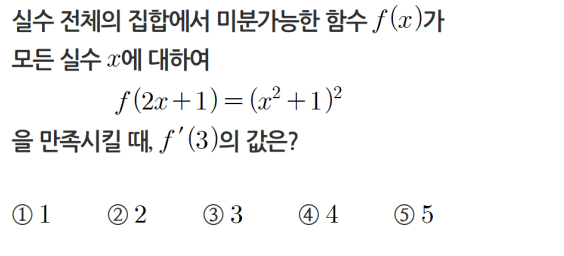 실수 전체의 집합에서 미분가능한 함수 f(x)가
모든 실수 x에 대하여
f(2x+1)=(x²+1)²
을 만족시킬 때, f′(3)의 값은?
① 1 ② 2 ③ 3 ④ 4 ⑤ 5